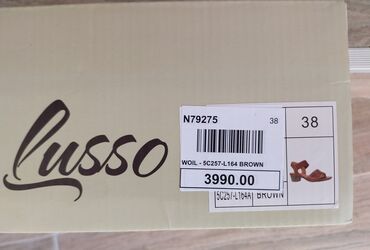 Lusso
N79275
38
WOIL - 5C257-L164 BROWN
3990.00
38
5C257-L164A
BROWN